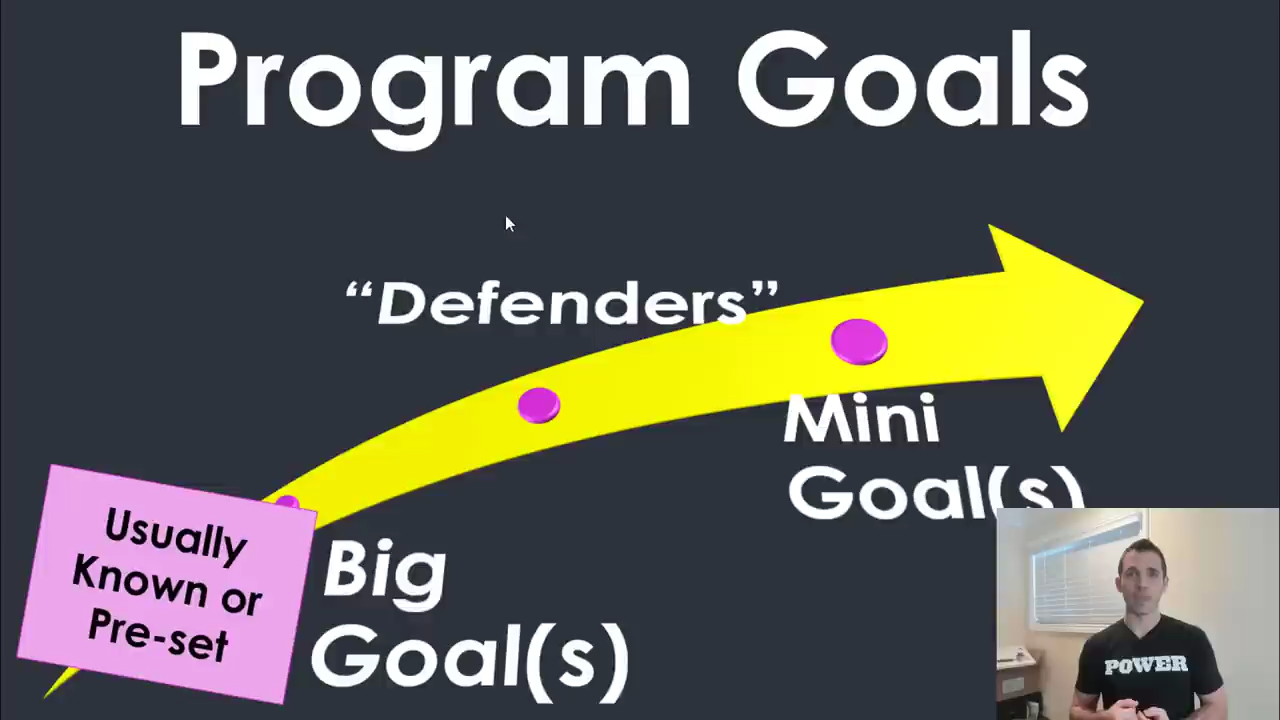 Program Goals
“Defenders”
Mini
Goal(s)
Usually
Known or
Pre-set
Big
Goal(s)
POWER